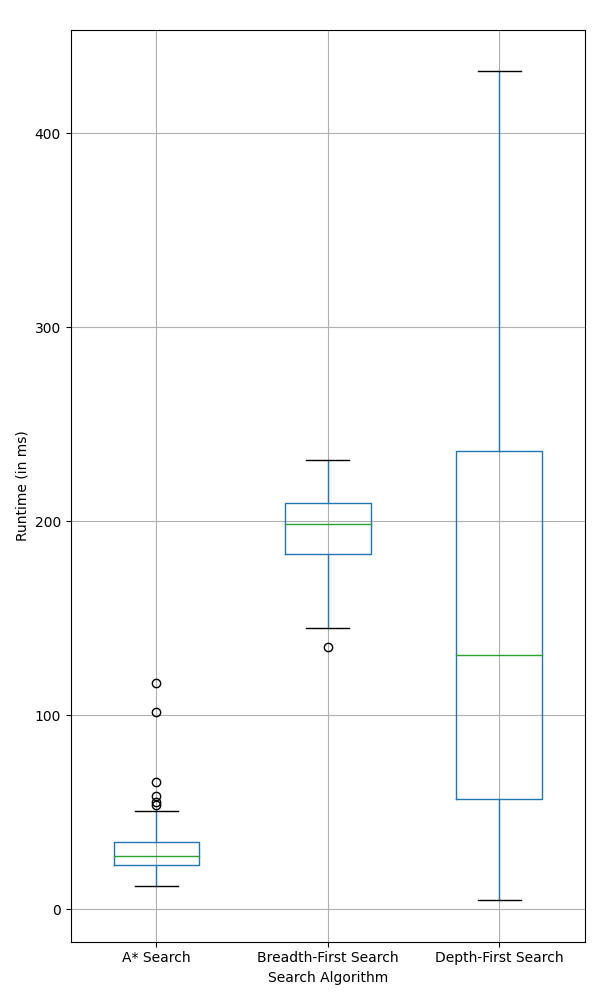 Runtime (in ms)
400
300
200
100
0
A* Search
Breadth-First Search
Depth-First Search
Search Algorithm